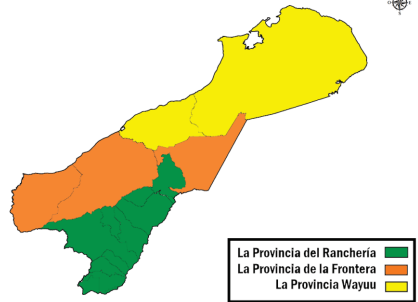 O
E
S
La Provincia del Ranchería
La Provincia de la Frontera
La Provincia Wayuu